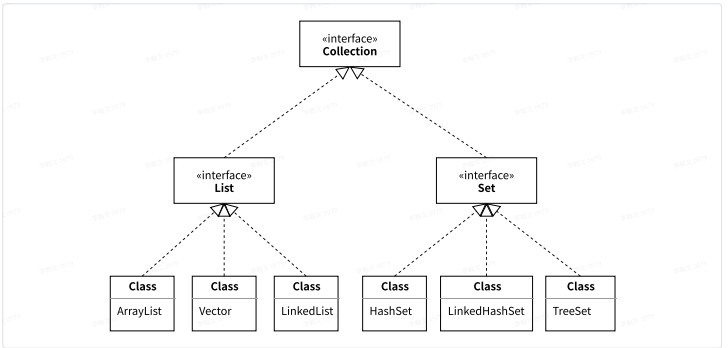 «interface»
Collection
«interface»
List
«interface»
Set
Class
ArrayList
Class
Vector
Class
LinkedList
Class
HashSet
Class
LinkedHashSet
Class
TreeSet